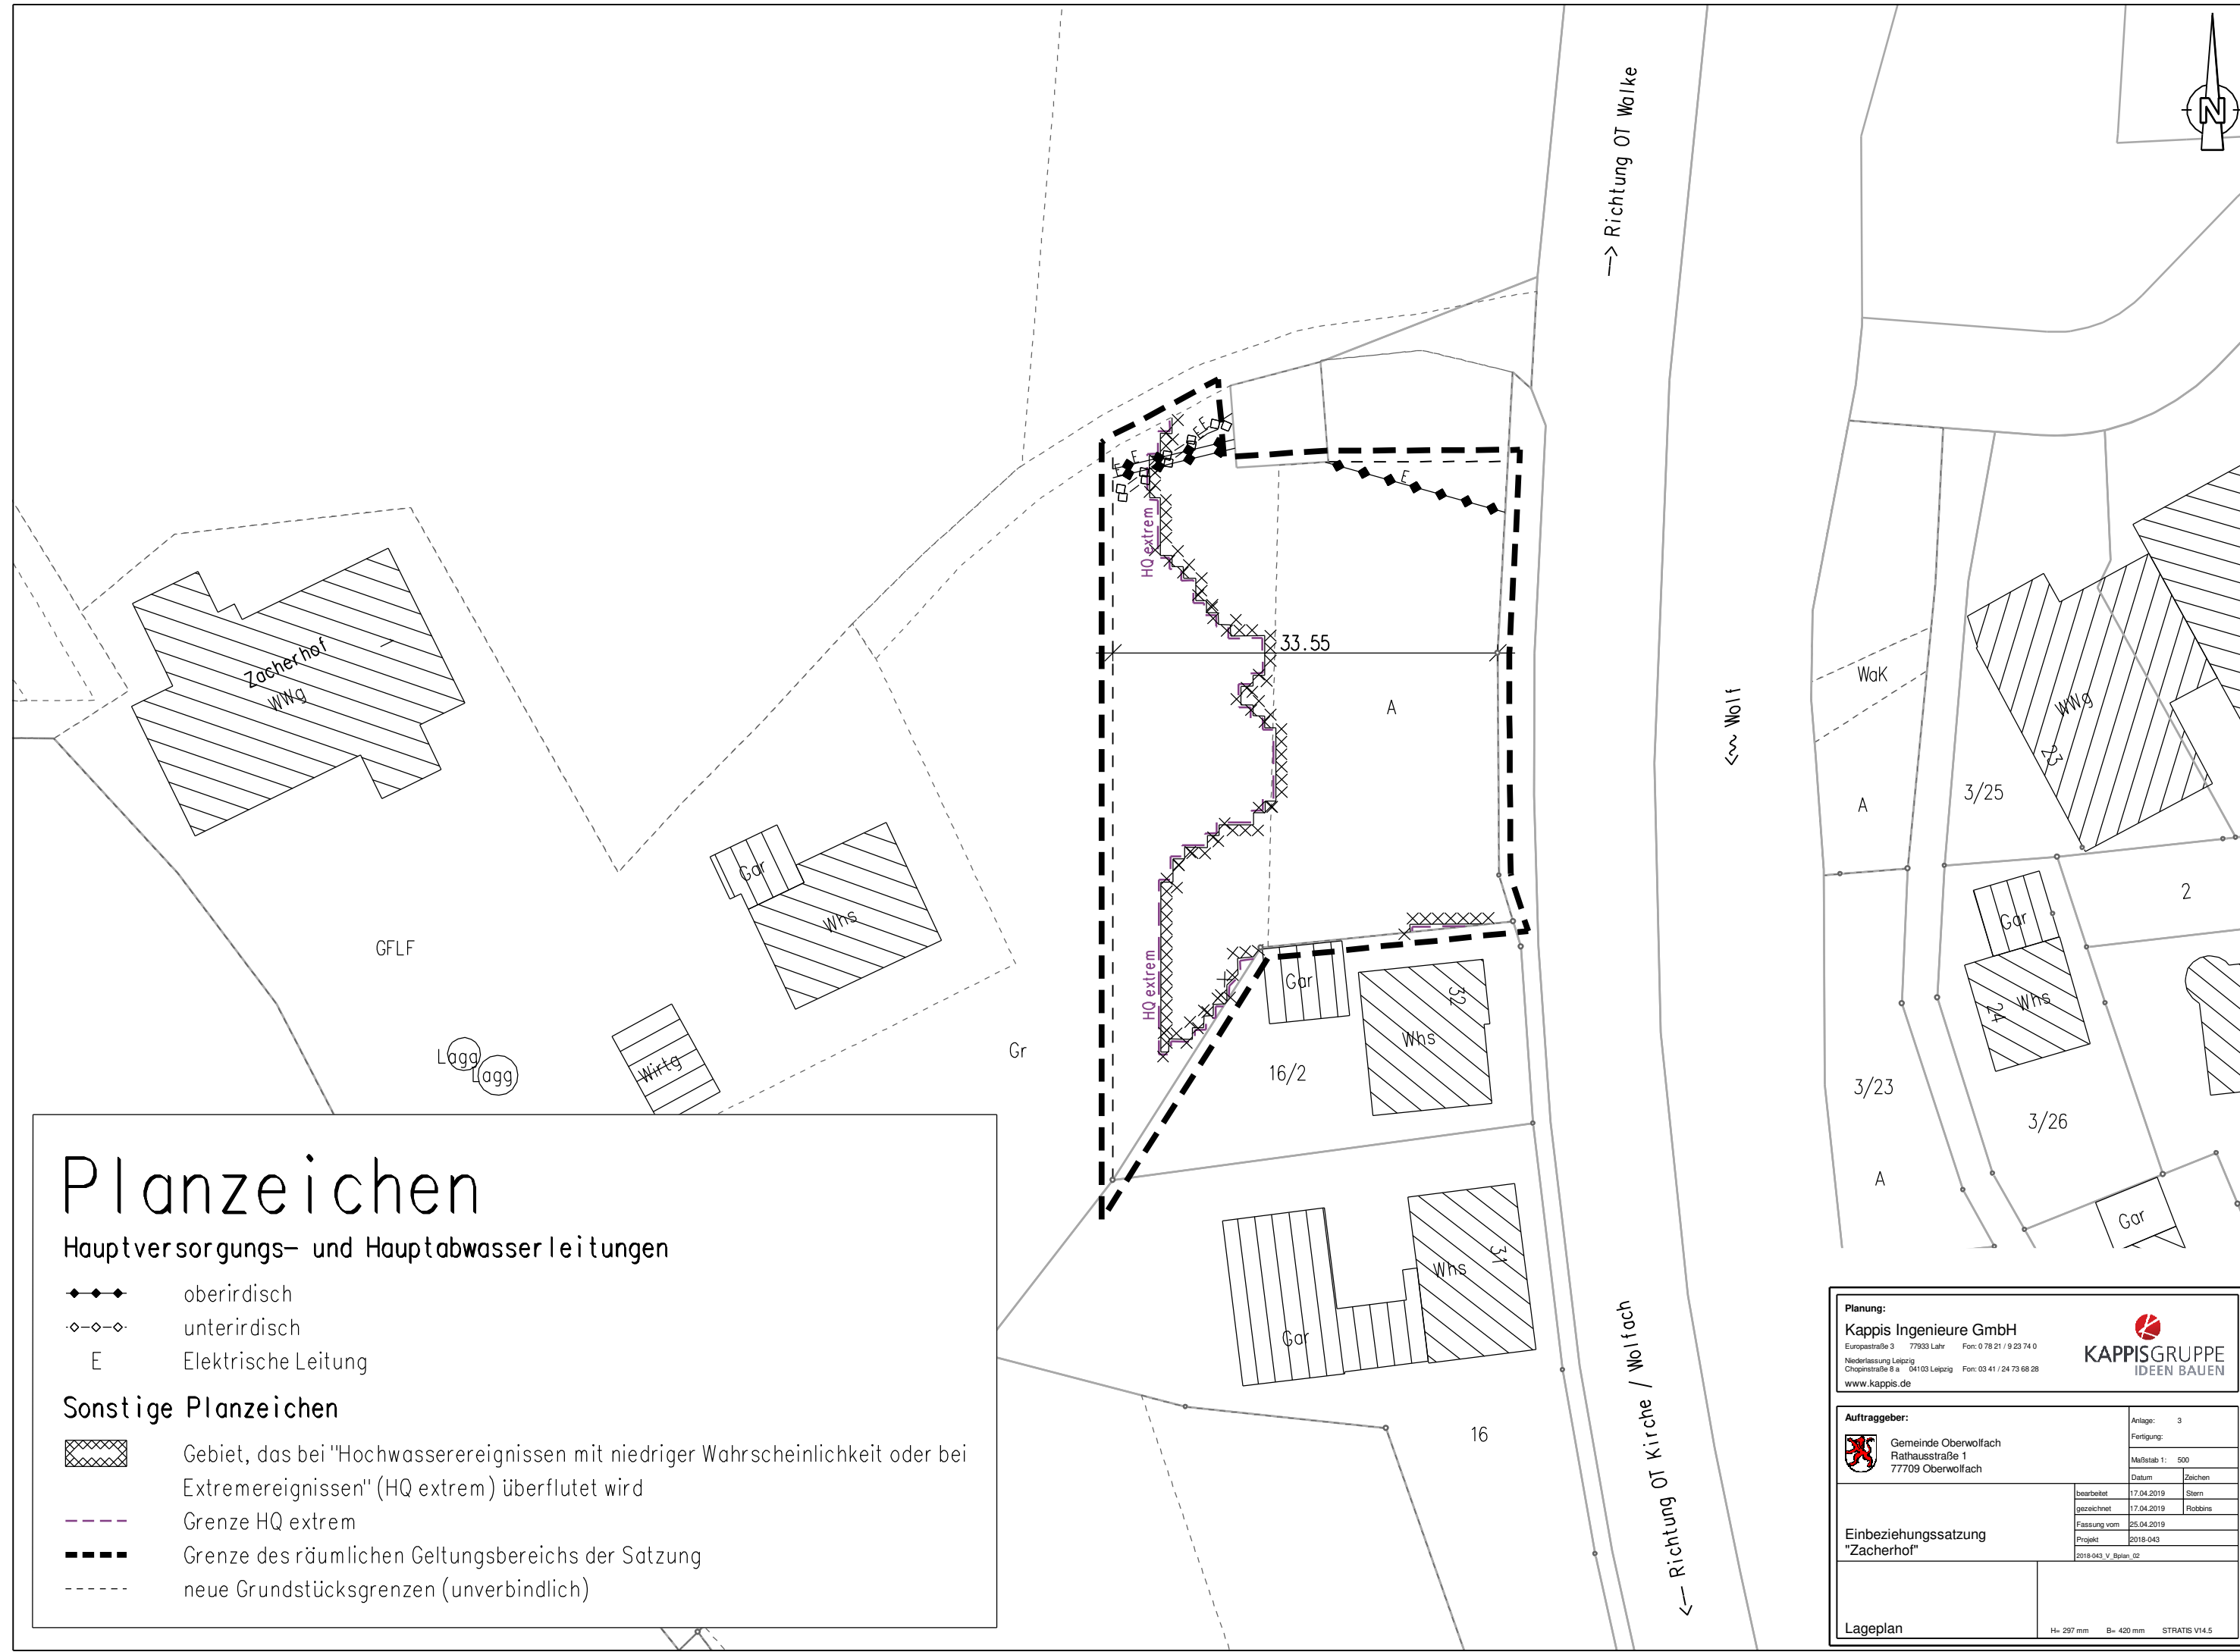 --> Richtung OT Walke
N
E
E
E
E
E
HQ extrem
33.55
A
Zacherhof
1
WWg
<~~ Wolf
WaK
A
WWg
23
3/25
2
Gar
Whs
GFLF
Lagg
Lagg
Wirtg
Gr
HQ extrem
Gar
32
Whs
16/2
Gar
24
Whs
3/23
3/26
A
Gar
31
Whs
Gar
16
<-- Richtung OT Kirche / Wolfach
Planzeichen
Hauptversorgungs- und Hauptabwasserleitungen
oberirdisch
unterirdisch
E Elektrische Leitung
Sonstige Planzeichen
Gebiet, das bei "Hochwasserereignissen mit niedriger Wahrscheinlichkeit oder bei
Extremereignissen" (HQ extrem) überflutet wird
Grenze HQ extrem
Grenze des räumlichen Geltungsbereichs der Satzung
neue Grundstücksgrenzen (unverbindlich)
Planung:
Kappis Ingenieure GmbH
Europastraße 3 77933 Lahr Fon: 0 78 21 / 9 23 74 0
Niederlassung Leipzig
Chopinstraße 8 a 04103 Leipzig Fon: 03 41 / 24 73 68 28
www.kappis.de
KAPPISGRUPPE
IDEEN BAUEN
Auftraggeber:
Gemeinde Oberwolfach
Rathausstraße 1
77709 Oberwolfach
Anlage: 3
Fertigung:
Maßstab 1: 500
Datum Zeichen
bearbeitet 17.04.2019 Stern
gezeichnet 17.04.2019 Robbins
Fassung vom 25.04.2019
Projekt 2018-043
2018-043_V_Bplan_02
Einbeziehungssatzung
"Zacherhof"
Lageplan
H= 297 mm B= 420 mm STRATIS V14.5